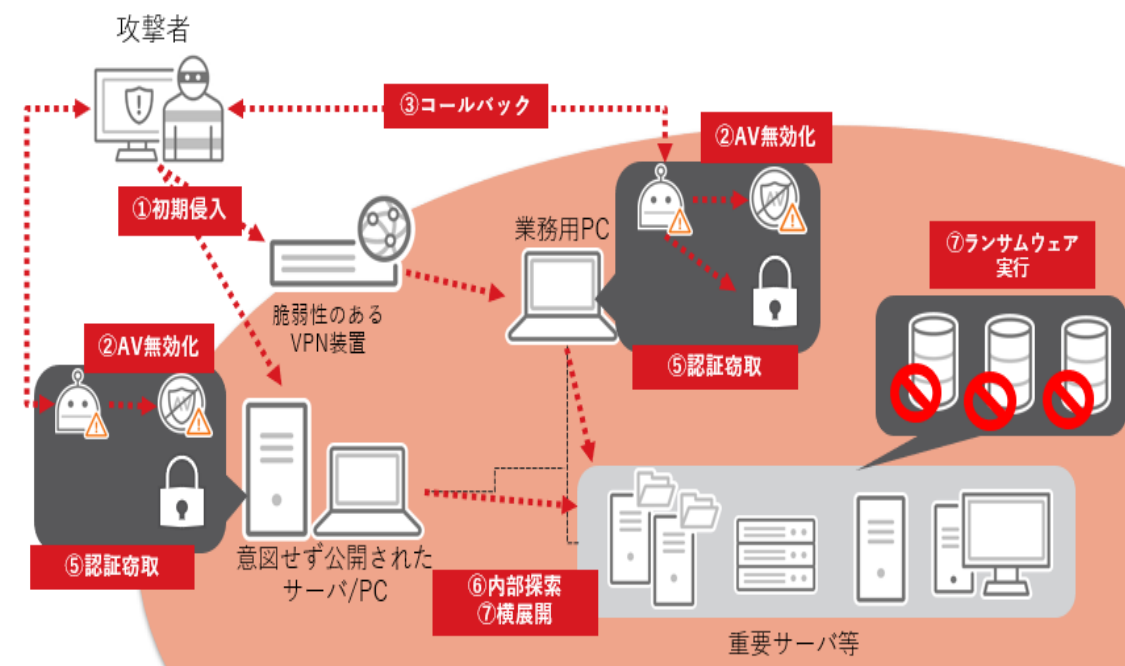 攻撃者
③コールバック
②AV無効化
①初期侵入
AV
業務用PC
⑦ランサムウェア
実行
脆弱性のある
VPN装置
②AV無効化
⑤認証窃取
AV
意図せず公開された
サーバ/PC
⑤認証窃取
⑥内部探索
⑦横展開
重要サーバ等